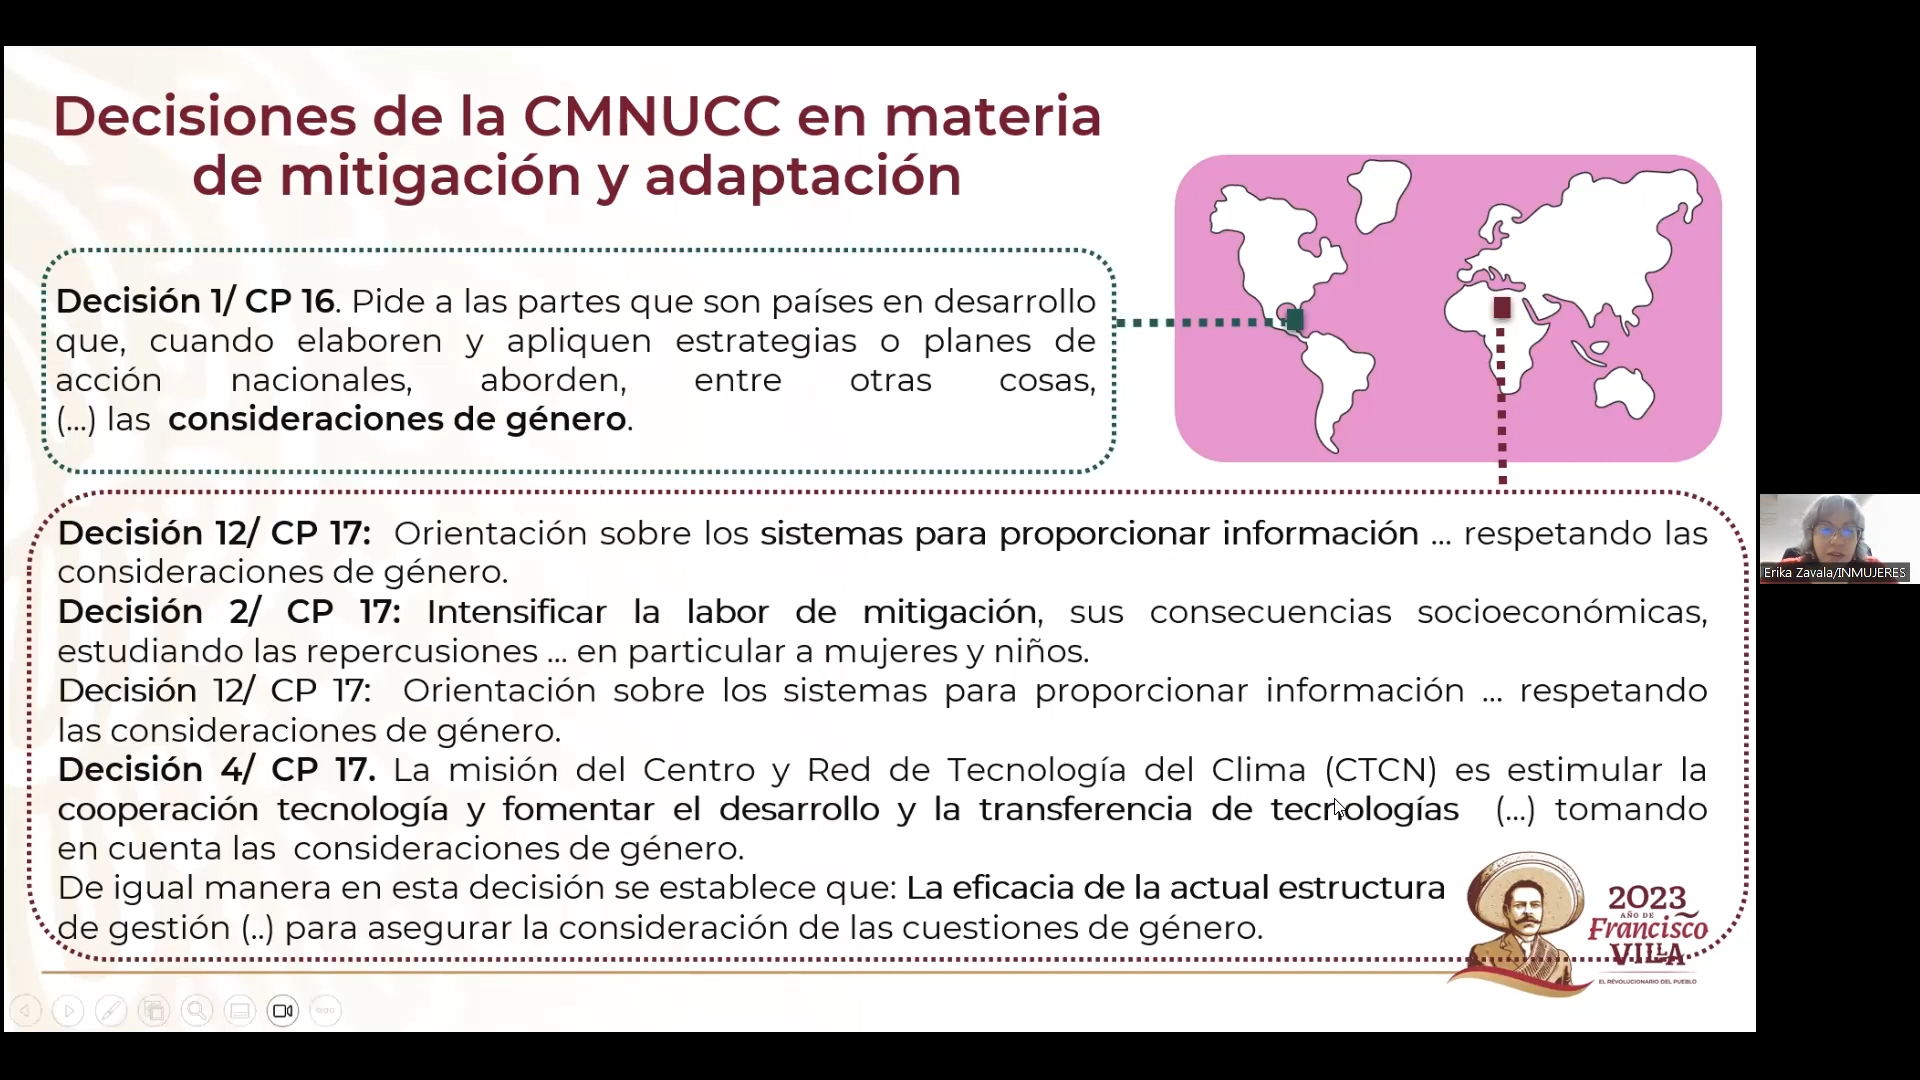 Decisiones de la CMNUCC en materia
de mitigación y adaptación
Decisión 1/ CP 16. Pide a las partes que son países en desarrollo
que, cuando elaboren y apliquen estrategias o planes de
acción nacionales, aborden, entre otras cosas,
(...) las consideraciones de género.
Decisión 12/ CP 17: Orientación sobre los sistemas para proporcionar información ... respetando las
consideraciones de género.
Decisión 2/ CP 17: Intensificar la labor de mitigación, sus consecuencias socioeconómicas,
estudiando las repercusiones ... en particular a mujeres y niños.
Decisión 12/ CP 17: Orientación sobre los sistemas para proporcionar información ... respetando
las consideraciones de género.
Decisión 4/ CP 17. La misión del Centro y Red de Tecnología del Clima (CTCN) es estimular la
cooperación tecnología y fomentar el desarrollo y la transferencia de tecnologías (...) tomando
en cuenta las consideraciones de género.
De igual manera en esta decisión se establece que: La eficacia de la actual estructura
de gestión (..) para asegurar la consideración de las cuestiones de género.
2023
AÑO DE
Francisco
VILLA
EL REVOLUCIONARIO DEL PUEBLO
Erika Zavala/INMUJERES